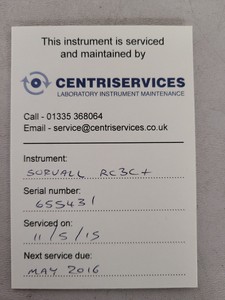 This instrument is serviced
and maintained by
CENTRISERVICES
LABORATORY INSTRUMENT MAINTENANCE
Call - 01335 368064
Email - service@centriservices.co.uk
Instrument:
SORVALL RC3C+
Serial number:
655431
Serviced on:
11/5/15
Next service due:
MAY 2016